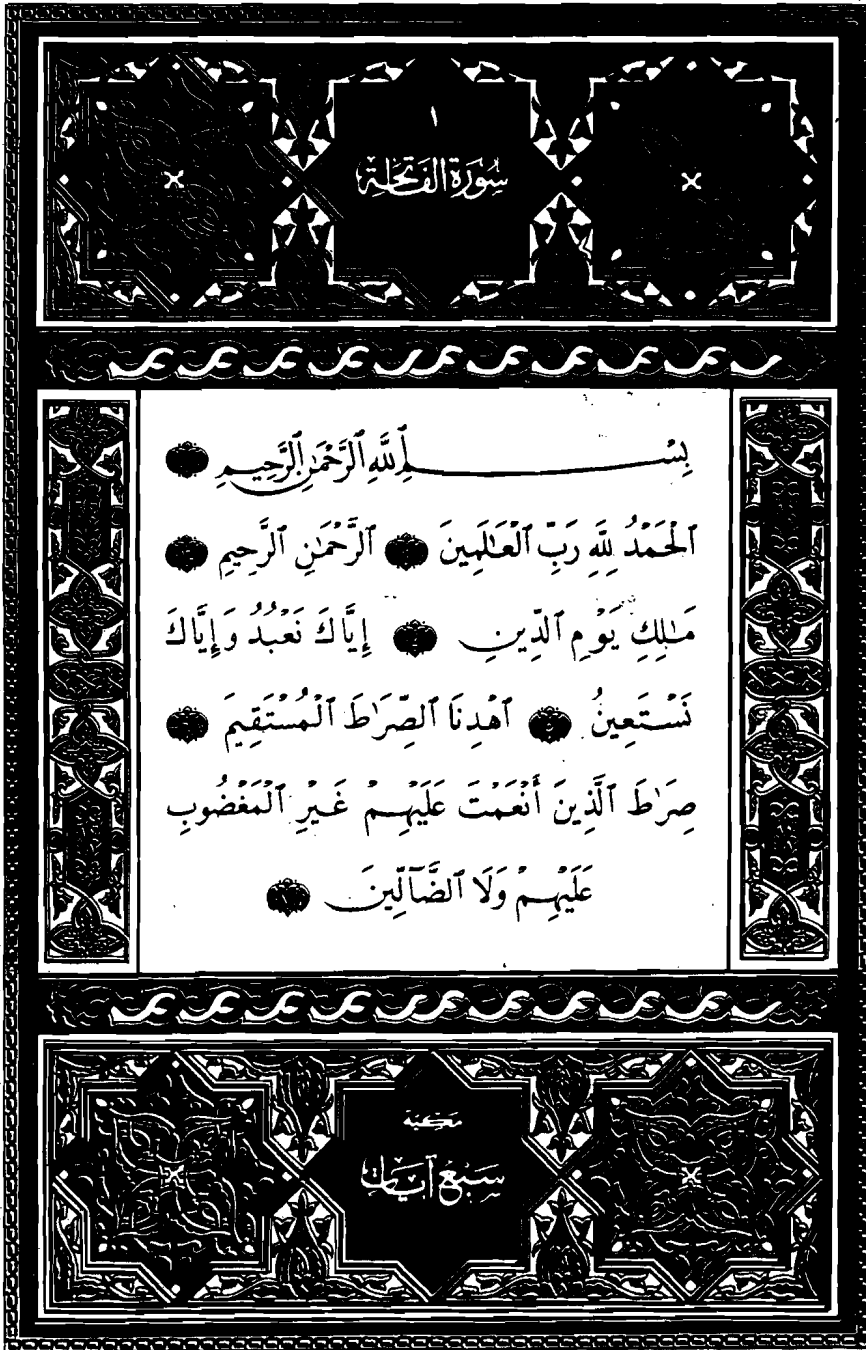 ١
سُورَةُ الفَاتِحَة
بِسْمِ ٱللَّهِ ٱلرَّحْمَـٰنِ ٱلرَّحِيمِ ١
ٱلْحَمْدُ لِلَّهِ رَبِّ ٱلْعَـٰلَمِينَ ٢ ٱلرَّحْمَـٰنِ ٱلرَّحِيمِ ٣
مَـٰلِكِ يَوْمِ ٱلدِّينِ ٤ إِيَّاكَ نَعْبُدُ وَإِيَّاكَ
نَسْتَعِينُ ٥ ٱهْدِنَا ٱلصِّرَٰطَ ٱلْمُسْتَقِيمَ ٦
صِرَٰطَ ٱلَّذِينَ أَنْعَمْتَ عَلَيْهِمْ غَيْرِ ٱلْمَغْضُوبِ
عَلَيْهِمْ وَلَا ٱلضَّآلِّينَ ٧
مَكِيَّة
سَبْعُ آيَات